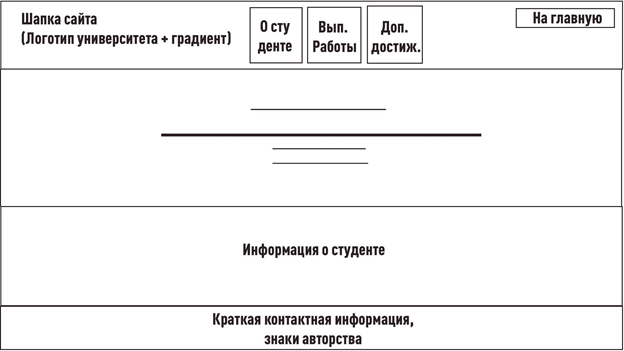 Шапка сайта
(Логотип университета + градиент)
О сту
денте
Вып.
Работы
Доп.
достиж.
На главную
Информация о студенте
Краткая контактная информация,
знаки авторства